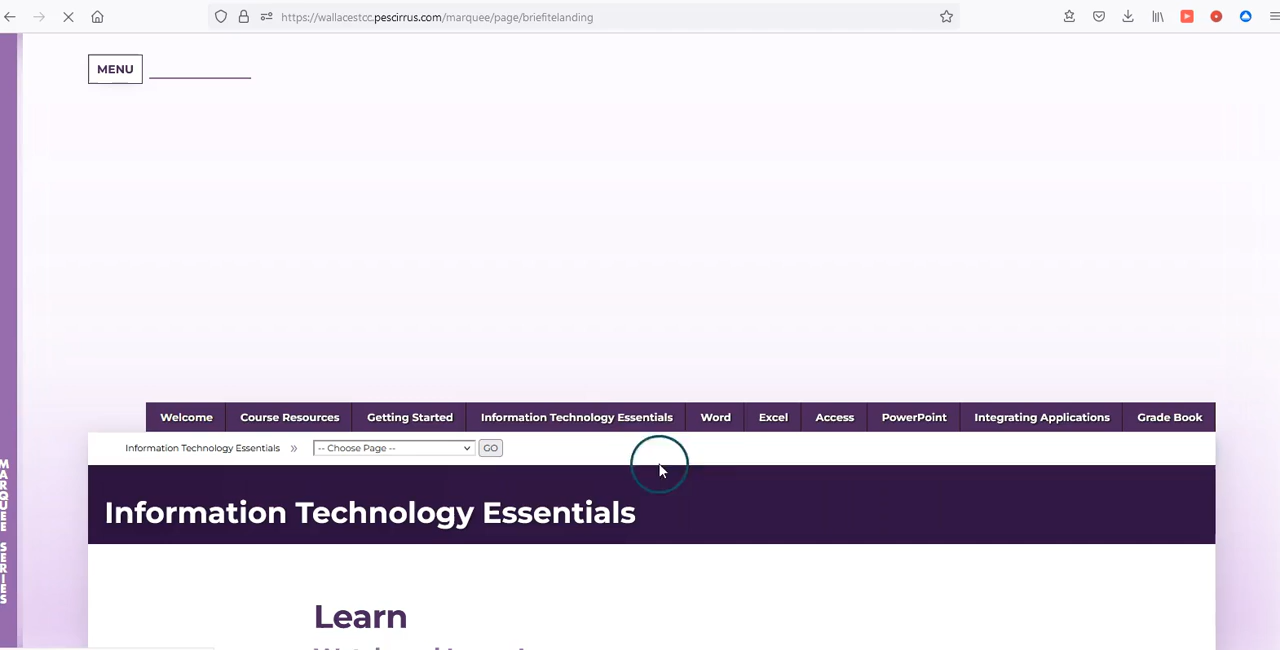 https://wallacestcc.pescirrus.com/marquee/page/briefitelanding
MENU
Welcome Course Resources Getting Started Information Technology Essentials Word Excel Access PowerPoint Integrating Applications Grade Book
Information Technology Essentials » -- Choose Page -- GO
Information Technology Essentials
MARQUEE SERIES
Learn